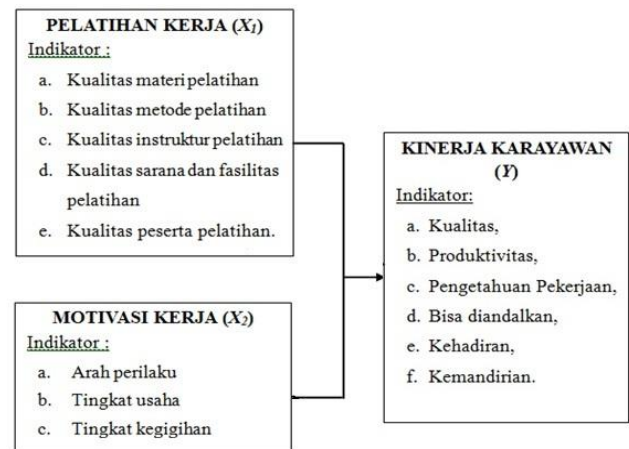 PELATIHAN KERJA (X1)
Indikator :
a. Kualitas materi pelatihan
b. Kualitas metode pelatihan
c. Kualitas instruktur pelatihan
d. Kualitas sarana dan fasilitas
pelatihan
e. Kualitas peserta pelatihan.
MOTIVASI KERJA (X2)
Indikator :
a. Arah perilaku
b. Tingkat usaha
c. Tingkat kegigihan
KINERJA KARAYAWAN
(Y)
Indikator:
a. Kualitas,
b. Produktivitas,
c. Pengetahuan Pekerjaan,
d. Bisa diandalkan,
e. Kehadiran,
f. Kemandirian.